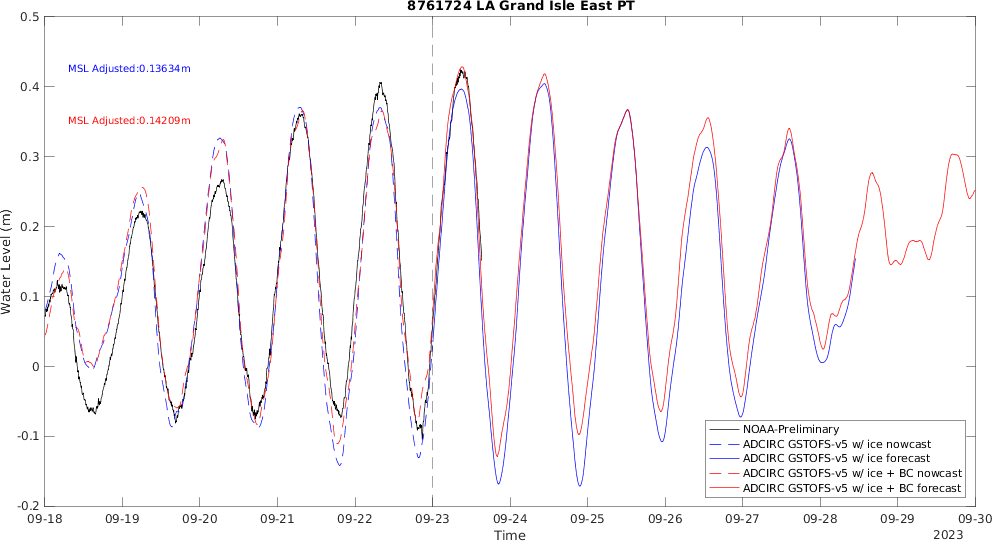 8761724 LA Grand Isle East PT
Water Level (m)
0.5
0.4
0.3
0.2
0.1
0
-0.1
-0.2
MSL Adjusted:0.13634m
MSL Adjusted:0.14209m
NOAA-Preliminary
ADCIRC GSTOFS-v5 w/ ice nowcast
ADCIRC GSTOFS-v5 w/ ice forecast
ADCIRC GSTOFS-v5 w/ ice + BC nowcast
ADCIRC GSTOFS-v5 w/ ice + BC forecast
09-18 09-19 09-20 09-21 09-22 09-23 09-24 09-25 09-26 09-27 09-28 09-29 09-30
Time
2023